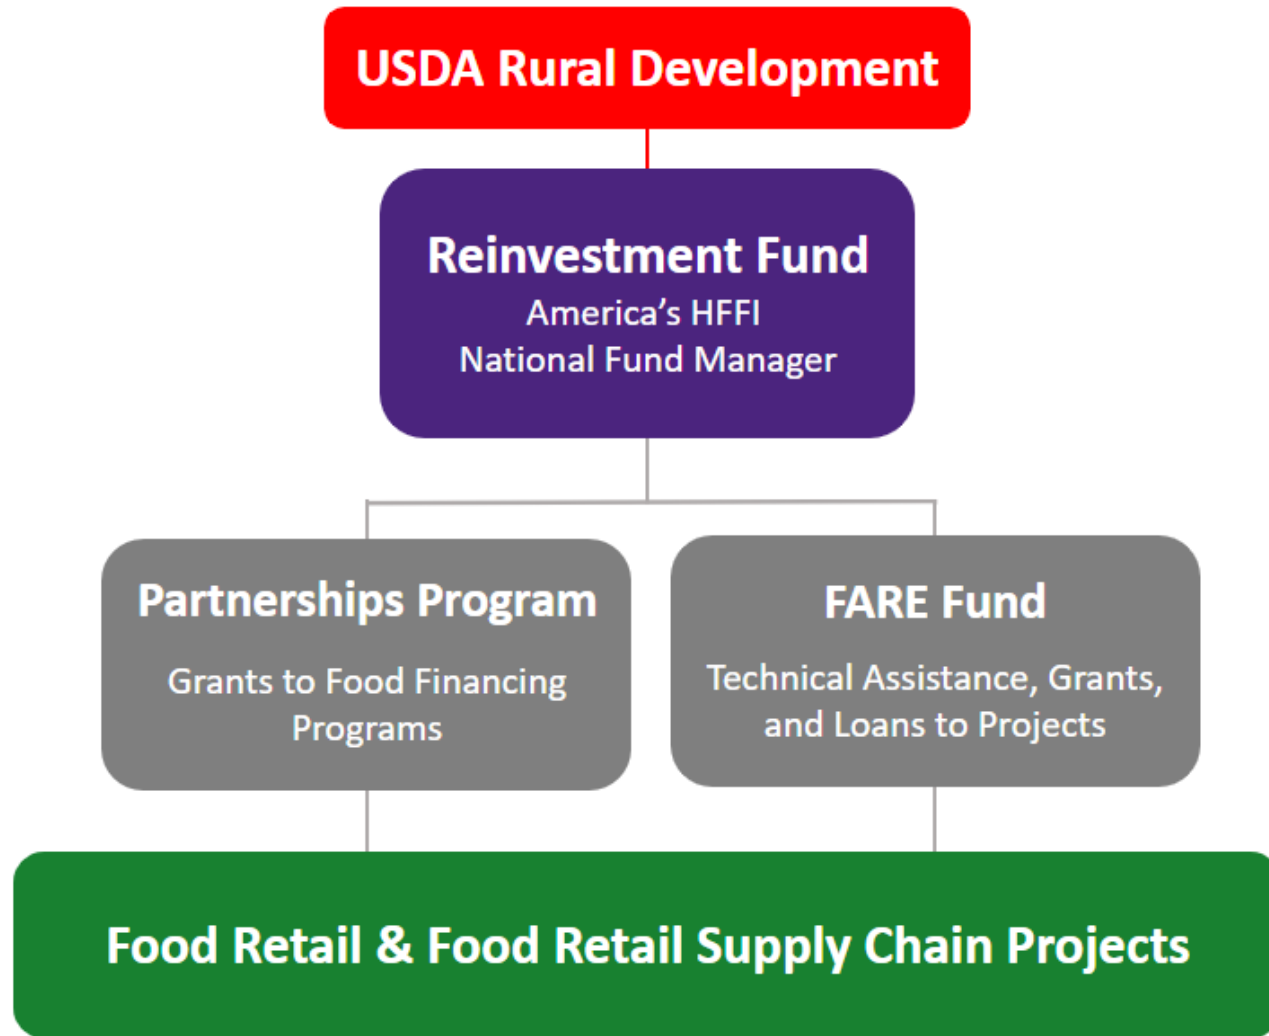 USDA Rural Development
Reinvestment Fund
America’s HFFI
National Fund Manager
Partnerships Program
Grants to Food Financing
Programs
FARE Fund
Technical Assistance, Grants,
and Loans to Projects
Food Retail & Food Retail Supply Chain Projects